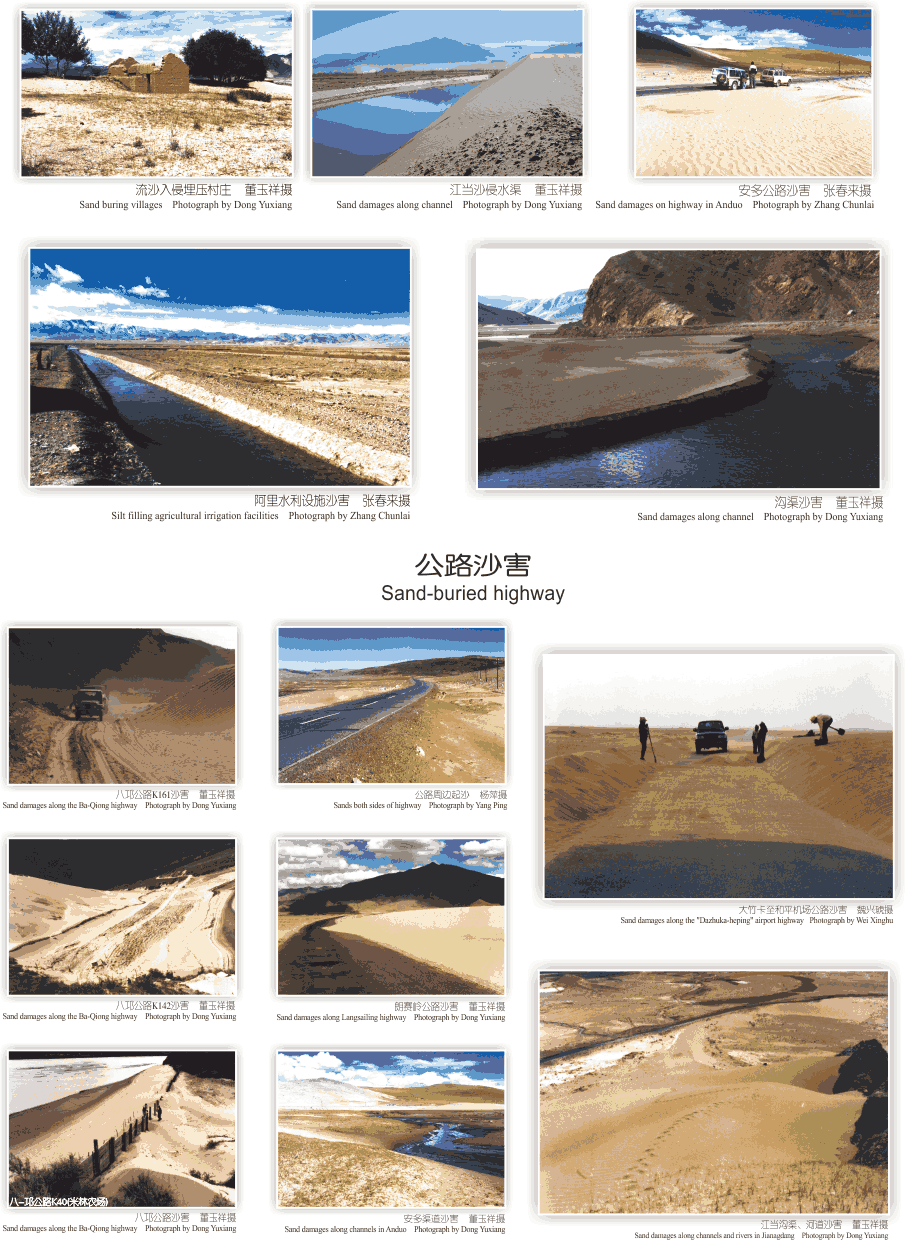 流沙入侵埋压村庄 董玉祥摄
Sand buring villages Photograph by Dong Yuxiang
江当沙侵水渠 董玉祥摄
Sand damages along channel Photograph by Dong Yuxiang
安多公路沙害 张春来摄
Sand damages on highway in Anduo Photograph by Zhang Chunlai
阿里水利设施沙害 张春来摄
Silt filling agricultural irrigation facilities Photograph by Zhang Chunlai
沟渠沙害 董玉祥摄
Sand damages along channel Photograph by Dong Yuxiang
公路沙害
Sand-buried highway
八邛公路K161沙害 董玉祥摄
Sand damages along the Ba-Qiong highway Photograph by Dong Yuxiang
公路周边起沙 杨萍摄
Sands both sides of highway Photograph by Yang Ping
大竹卡至和平机场公路沙害 魏兴琥摄
Sand damages along the "Dazhuka-heping" airport highway Photograph by Wei Xinghu
八邛公路K142沙害 董玉祥摄
Sand damages along the Ba-Qiong highway Photograph by Dong Yuxiang
朗赛岭公路沙害 董玉祥摄
Sand damages along Langsailing highway Photograph by Dong Yuxiang
八–邛公路K40(米林农场)
八邛公路沙害 董玉祥摄
Sand damages along the Ba-Qiong highway Photograph by Dong Yuxiang
安多渠道沙害 董玉祥摄
Sand damages along channels in Anduo Photograph by Dong Yuxiang
江当沟渠、河道沙害 董玉祥摄
Sand damages along channels and rivers in Jianagdang Photograph by Dong Yuxiang